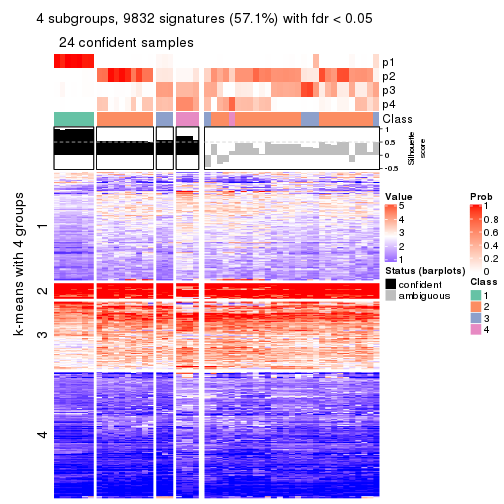 4 subgroups, 9832 signatures (57.1%) with fdr < 0.05
24 confident samples
p1
p2
p3
p4
Class
1
0.5
0
-0.5
Silhouette
score
k-means with 4 groups
1
2
3
4
Value
5
4
3
2
1
Status (barplots)
confident
ambiguous
Prob
1
0.8
0.6
0.4
0.2
0
Class
1
2
3
4